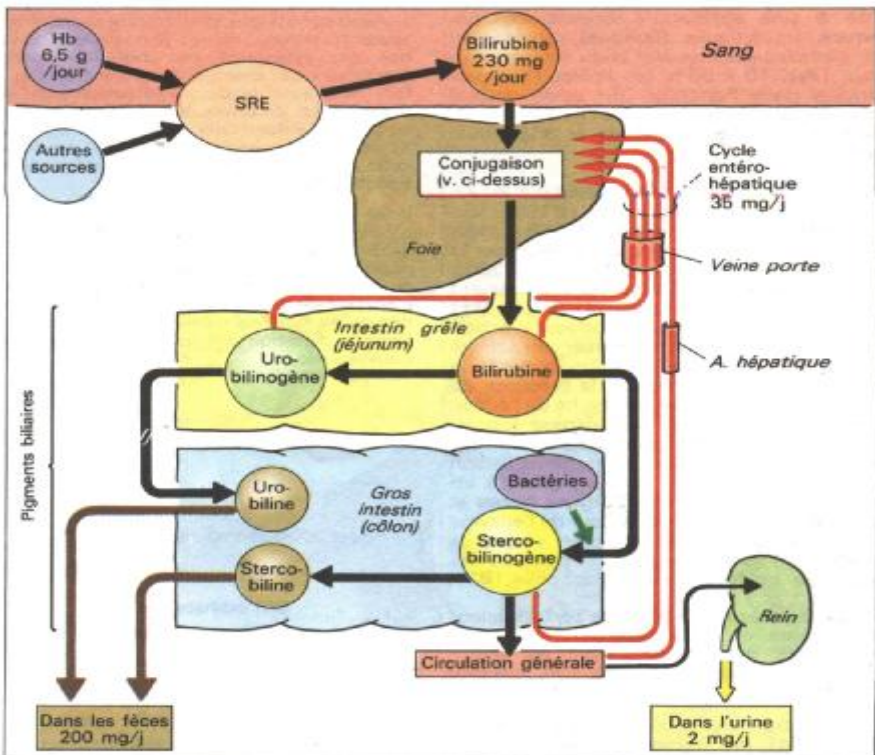 Hb
6,5 g
/jour
Bilirubine
230 mg
/jour
Sang
SRE
Autres
sources
Conjugaison
(v. ci-dessus)
Cycle
entéro-
hépatique
35 mg/j
Foie
Veine porte
Intestin grêle
(jéjunum)
A. hépatique
Uro-
bilinogène
Bilirubine
Pigments biliaires
Bactéries
Uro-
biline
Gros
intestin
(côlon)
Sterco-
bilinogène
Sterco-
biline
Rein
Circulation générale
Dans les fèces
200 mg/j
Dans l'urine
2 mg/j